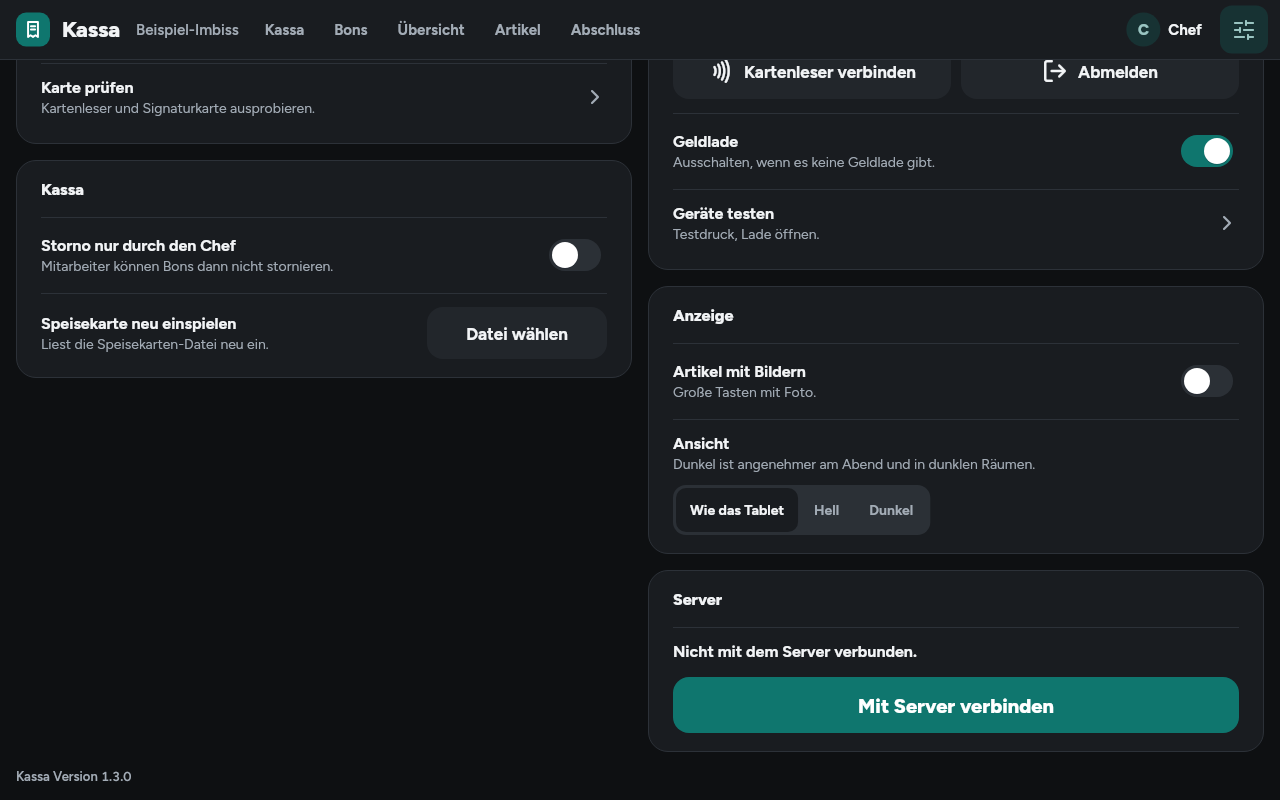 Kassa
Beispiel-Imbiss
Kassa
Bons
Übersicht
Artikel
Abschluss
C
Chef
Karte prüfen
Kartenleser und Signaturkarte ausprobieren.
Kassa
Storno nur durch den Chef
Mitarbeiter können Bons dann nicht stornieren.
Speisekarte neu einspielen
Liest die Speisekarten-Datei neu ein.
Datei wählen
Kartenleser verbinden
Abmelden
Geldlade
Ausschalten, wenn es keine Geldlade gibt.
Geräte testen
Testdruck, Lade öffnen.
Anzeige
Artikel mit Bildern
Große Tasten mit Foto.
Ansicht
Dunkel ist angenehmer am Abend und in dunklen Räumen.
Wie das Tablet
Hell
Dunkel
Server
Nicht mit dem Server verbunden.
Mit Server verbinden
Kassa Version 1.3.0